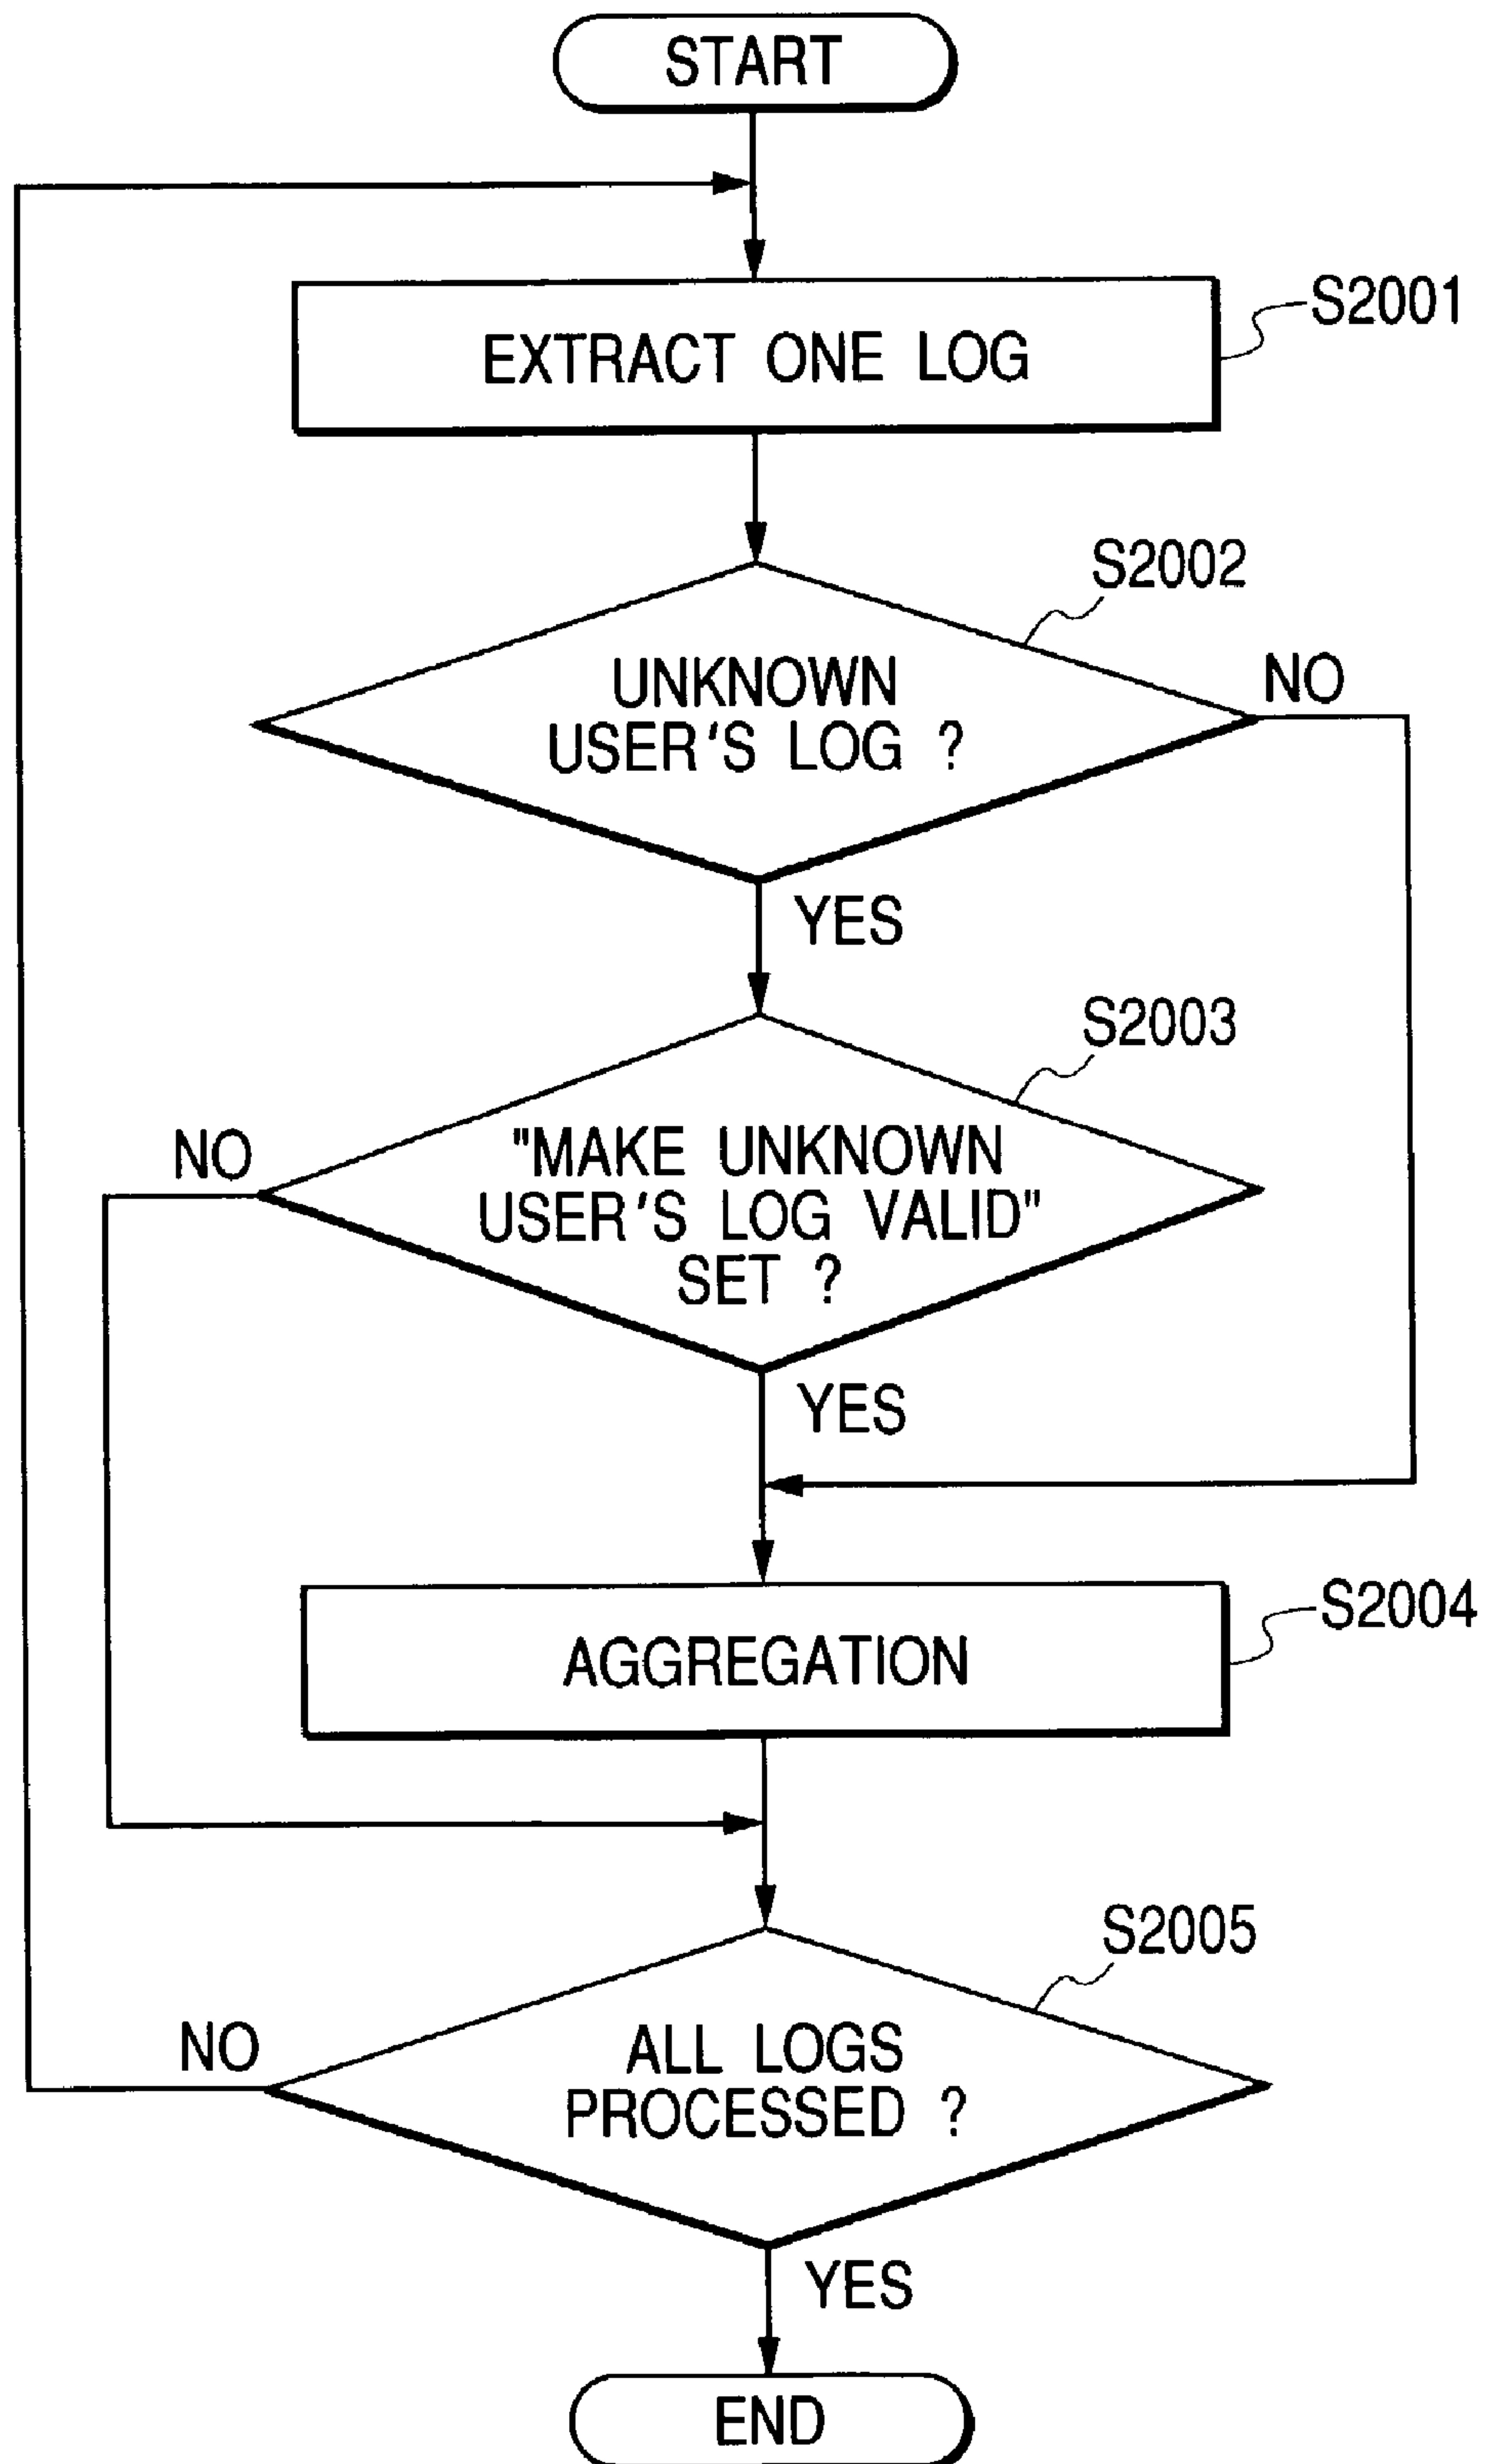 START
EXTRACT ONE LOG
S2001
S2002
UNKNOWN
USER'S LOG ?
NO
YES
S2003
NO
"MAKE UNKNOWN
USER'S LOG VALID"
SET ?
YES
AGGREGATION
S2004
S2005
NO
ALL LOGS
PROCESSED ?
YES
END